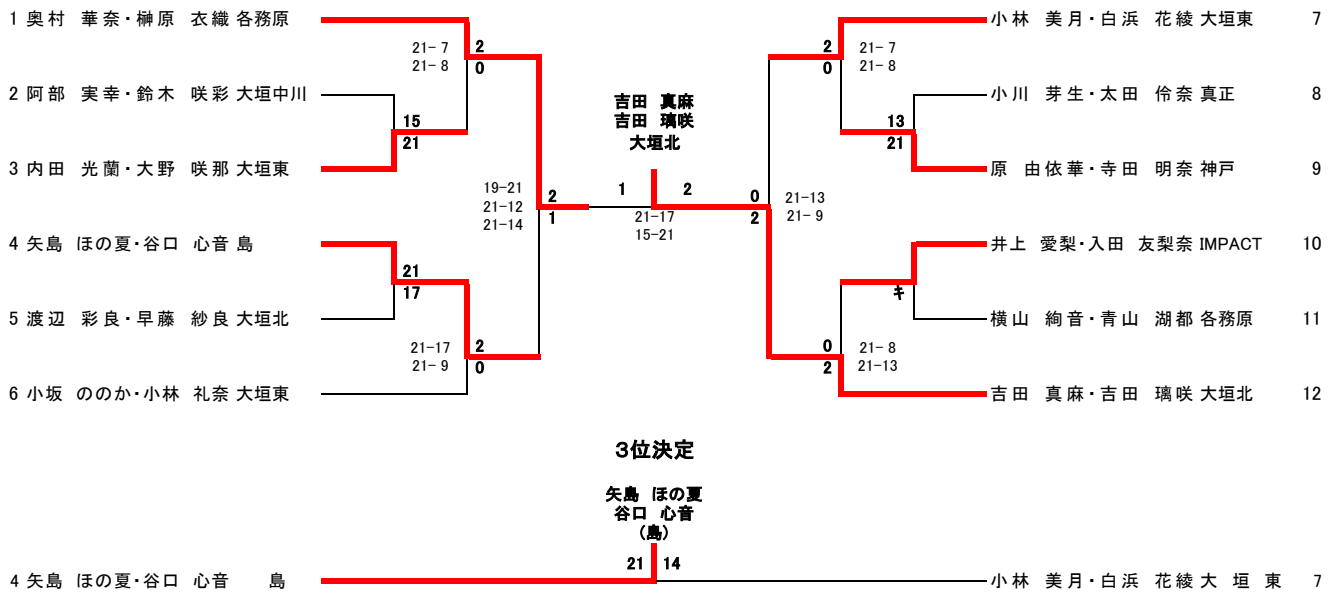 1 奥村 華奈・榊原 衣織 各務原
21- 7
21- 8
2
0
2 阿部 実幸・鈴木 咲彩 大垣中川
15
21
3 内田 光蘭・大野 咲那 大垣東
19-21
21-12
21-14
2
1
4 矢島 ほの夏・谷口 心音 島
21
17
5 渡辺 彩良・早藤 紗良 大垣北
21-17
21- 9
2
0
6 小坂 ののか・小林 礼奈 大垣東
吉田 真麻
吉田 璃咲
大垣北
1 2
21-17
15-21
小林 美月・白浜 花綾 大垣東 7
2
0
21- 7
21- 8
小川 芽生・太田 伶奈 真正 8
13
21
原 由依華・寺田 明奈 神戸 9
0
2
21-13
21- 9
井上 愛梨・入田 友梨奈 IMPACT 10
キ
横山 絢音・青山 湖都 各務原 11
0
2
21- 8
21-13
吉田 真麻・吉田 璃咲 大垣北 12
3位決定
矢島 ほの夏
谷口 心音
(島)
21 14
4 矢島 ほの夏・谷口 心音 島
小林 美月・白浜 花綾 大 垣 東 7